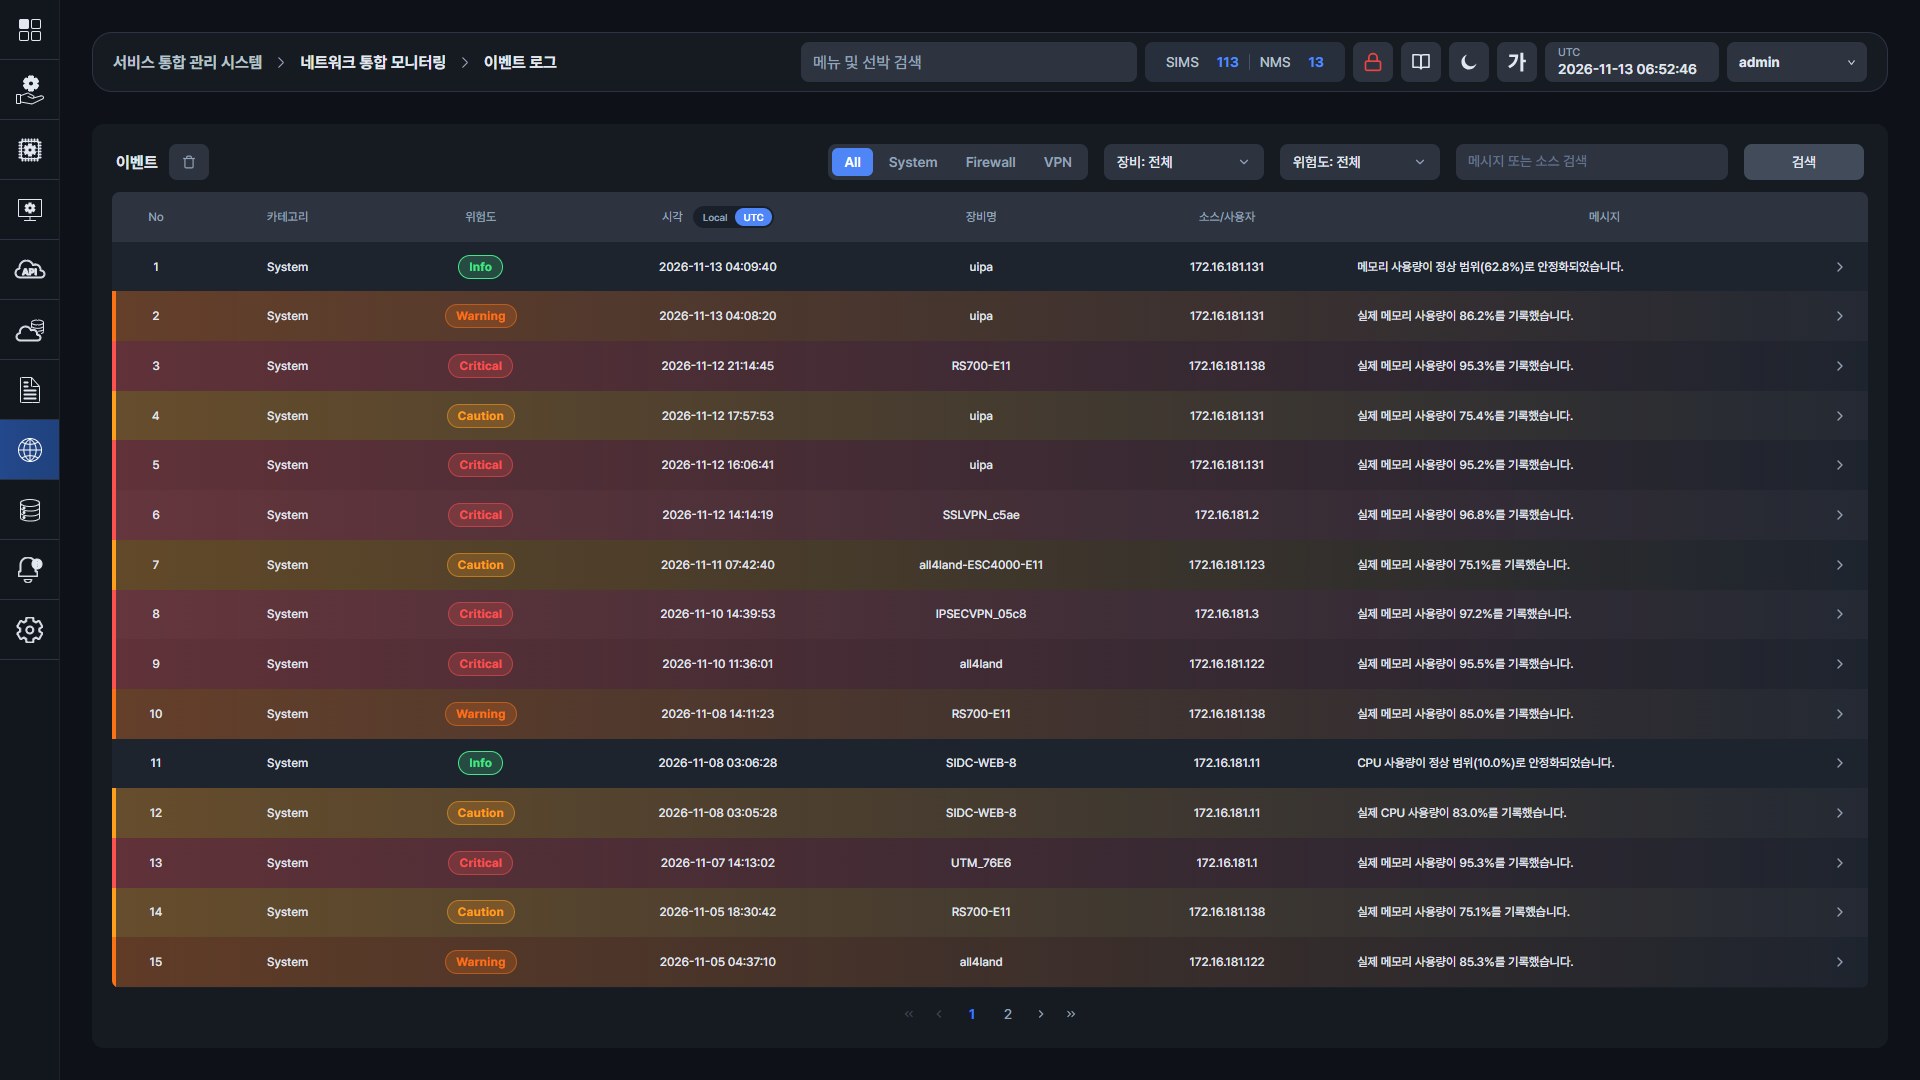 서비스 통합 관리 시스템 > 네트워크 통합 모니터링 > 이벤트 로그
메뉴 및 선박 검색
SIMS 113 NMS 13
가
UTC
2026-11-13 06:52:46
admin
API
이벤트
All System Firewall VPN
장비: 전체
위험도: 전체
메시지 또는 소스 검색
검색
No 카테고리 위험도 시각 Local UTC 장비명 소스/사용자 메시지
1 System Info 2026-11-13 04:09:40 uipa 172.16.181.131 메모리 사용량이 정상 범위(62.8%)로 안정화되었습니다.
2 System Warning 2026-11-13 04:08:20 uipa 172.16.181.131 실제 메모리 사용량이 86.2%를 기록했습니다.
3 System Critical 2026-11-12 21:14:45 RS700-E11 172.16.181.138 실제 메모리 사용량이 95.3%를 기록했습니다.
4 System Caution 2026-11-12 17:57:53 uipa 172.16.181.131 실제 메모리 사용량이 75.4%를 기록했습니다.
5 System Critical 2026-11-12 16:06:41 uipa 172.16.181.131 실제 메모리 사용량이 95.2%를 기록했습니다.
6 System Critical 2026-11-12 14:14:19 SSLVPN_c5ae 172.16.181.2 실제 메모리 사용량이 96.8%를 기록했습니다.
7 System Caution 2026-11-11 07:42:40 all4land-ESC4000-E11 172.16.181.123 실제 메모리 사용량이 75.1%를 기록했습니다.
8 System Critical 2026-11-10 14:39:53 IPSECVPN_05c8 172.16.181.3 실제 메모리 사용량이 97.2%를 기록했습니다.
9 System Critical 2026-11-10 11:36:01 all4land 172.16.181.122 실제 메모리 사용량이 95.5%를 기록했습니다.
10 System Warning 2026-11-08 14:11:23 RS700-E11 172.16.181.138 실제 메모리 사용량이 85.0%를 기록했습니다.
11 System Info 2026-11-08 03:06:28 SIDC-WEB-8 172.16.181.11 CPU 사용량이 정상 범위(10.0%)로 안정화되었습니다.
12 System Caution 2026-11-08 03:05:28 SIDC-WEB-8 172.16.181.11 실제 CPU 사용량이 83.0%를 기록했습니다.
13 System Critical 2026-11-07 14:13:02 UTM_76E6 172.16.181.1 실제 메모리 사용량이 95.3%를 기록했습니다.
14 System Caution 2026-11-05 18:30:42 RS700-E11 172.16.181.138 실제 메모리 사용량이 75.1%를 기록했습니다.
15 System Warning 2026-11-05 04:37:10 all4land 172.16.181.122 실제 메모리 사용량이 85.3%를 기록했습니다.
« ‹ 1 2 › »